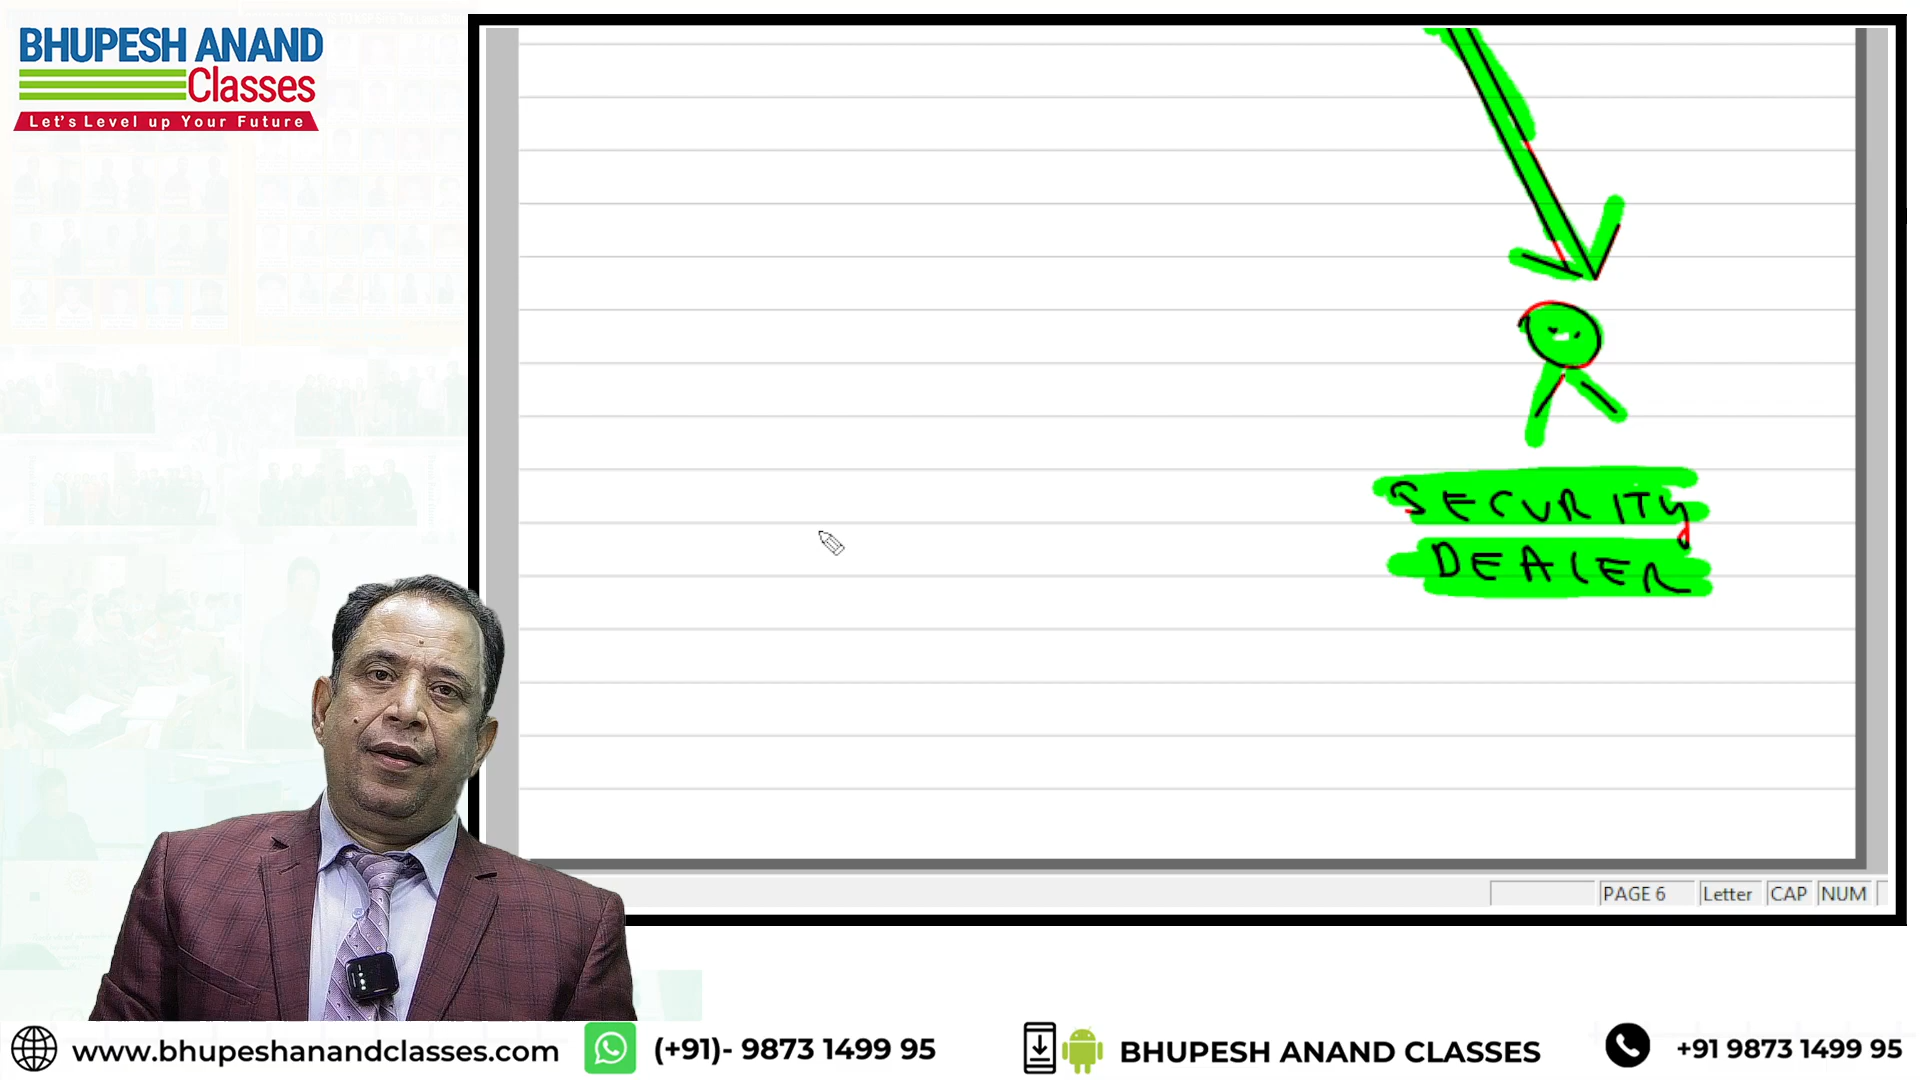 BHUPESH ANAND
Classes
Let's Level up Your Future
SECURITY
DEALER
PAGE 6 Letter CAP NUM
www.bhupeshanandclasses.com (+91)- 9873 1499 95 BHUPESH ANAND CLASSES +91 9873 1499 95